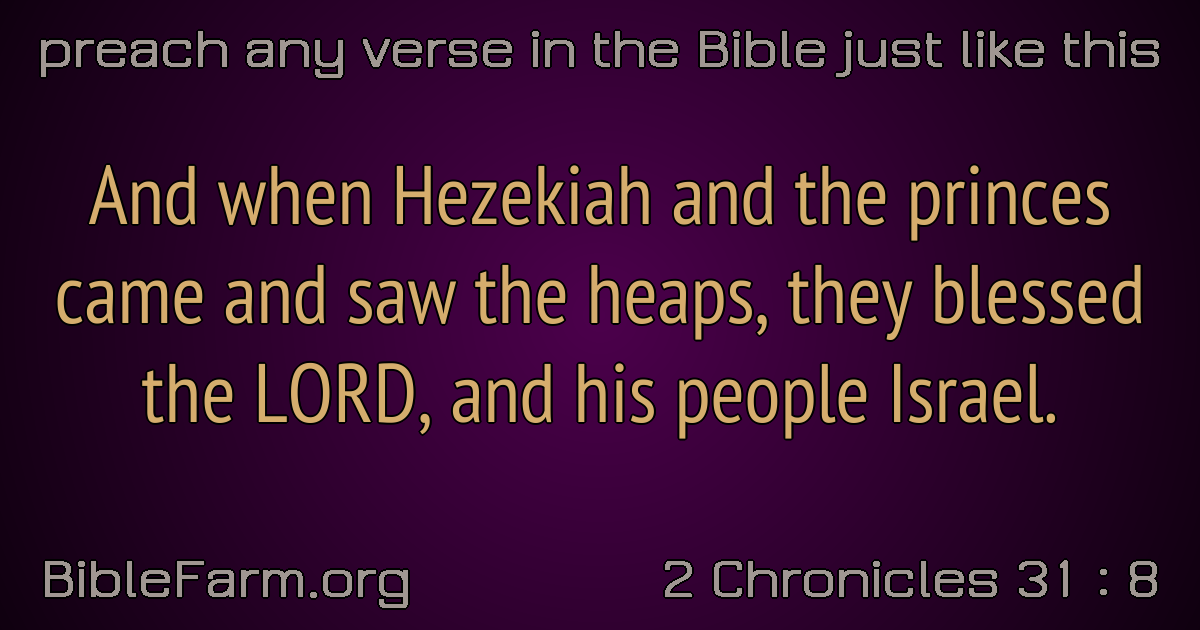 preach any verse in the Bible just like this
And when Hezekiah and the princes
came and saw the heaps, they blessed
the LORD, and his people Israel.
BibleFarm.org
2 Chronicles 31 : 8